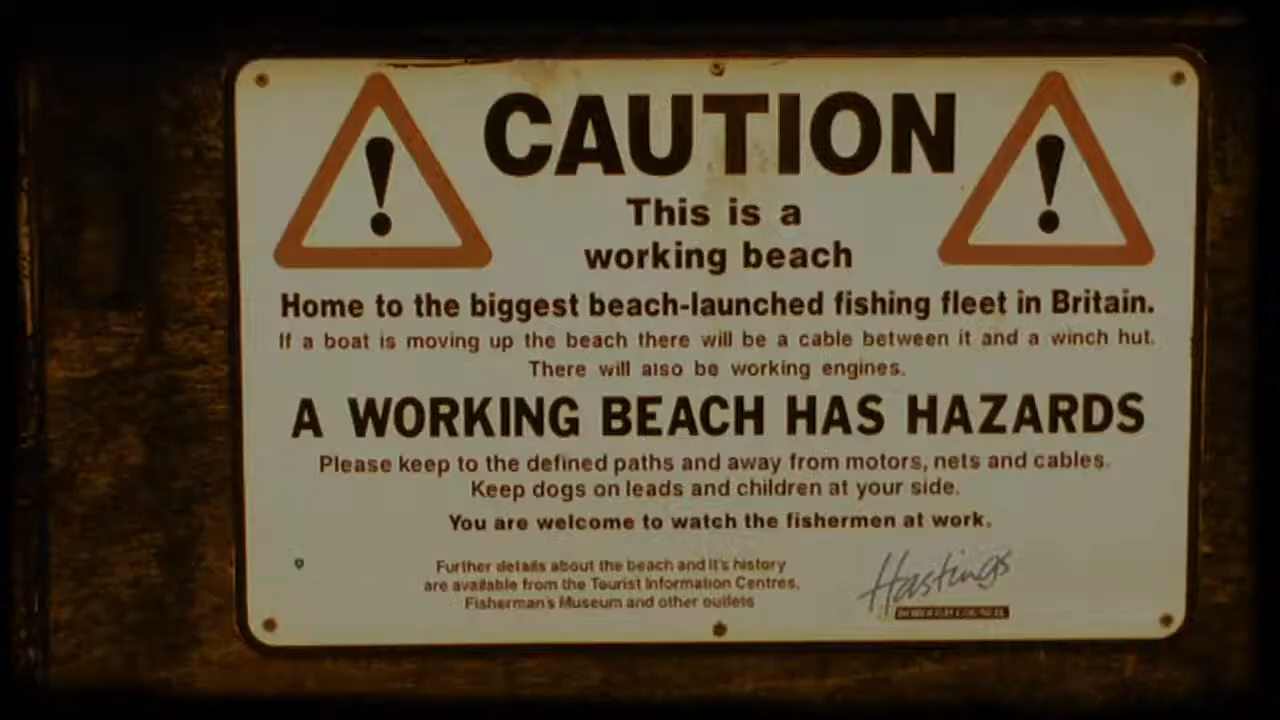 CAUTION
This is a
working beach
Home to the biggest beach-launched fishing fleet in Britain.
If a boat is moving up the beach there will be a cable between it and a winch hut.
There will also be working engines.
A WORKING BEACH HAS HAZARDS
Please keep to the defined paths and away from motors, nets and cables.
Keep dogs on leads and children at your side.
You are welcome to watch the fishermen at work.
Further details about the beach and it's history
are available from the Tourist Information Centres,
Fisherman's Museum and other outlets
Hastings
BOROUGH COUNCIL